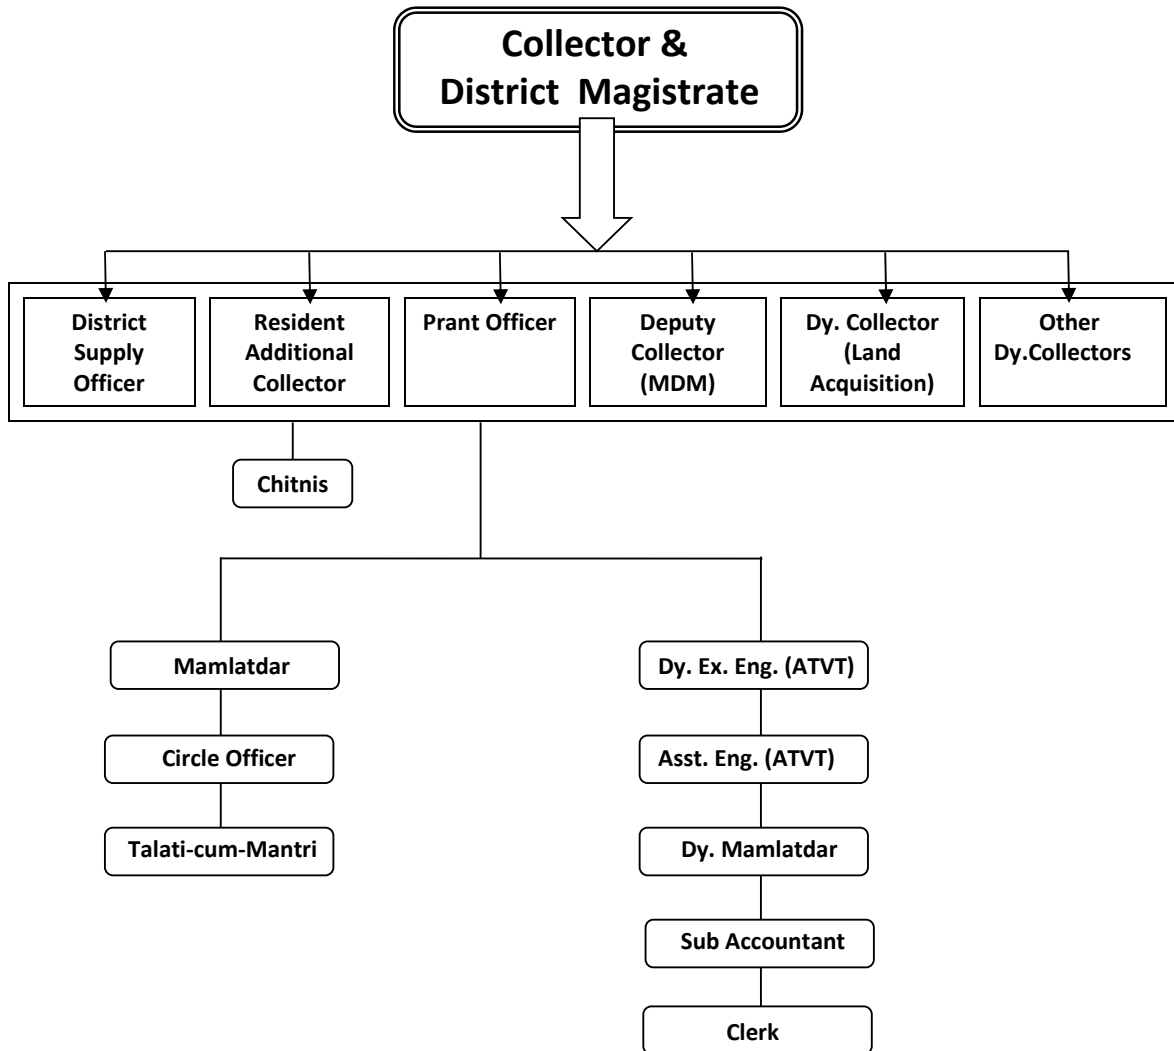 Collector &
District Magistrate
District
Supply
Officer
Resident
Additional
Collector
Prant Officer
Deputy
Collector
(MDM)
Dy. Collector
(Land
Acquisition)
Other
Dy.Collectors
Chitnis
Mamlatdar
Circle Officer
Talati-cum-Mantri
Dy. Ex. Eng. (ATVT)
Asst. Eng. (ATVT)
Dy. Mamlatdar
Sub Accountant
Clerk